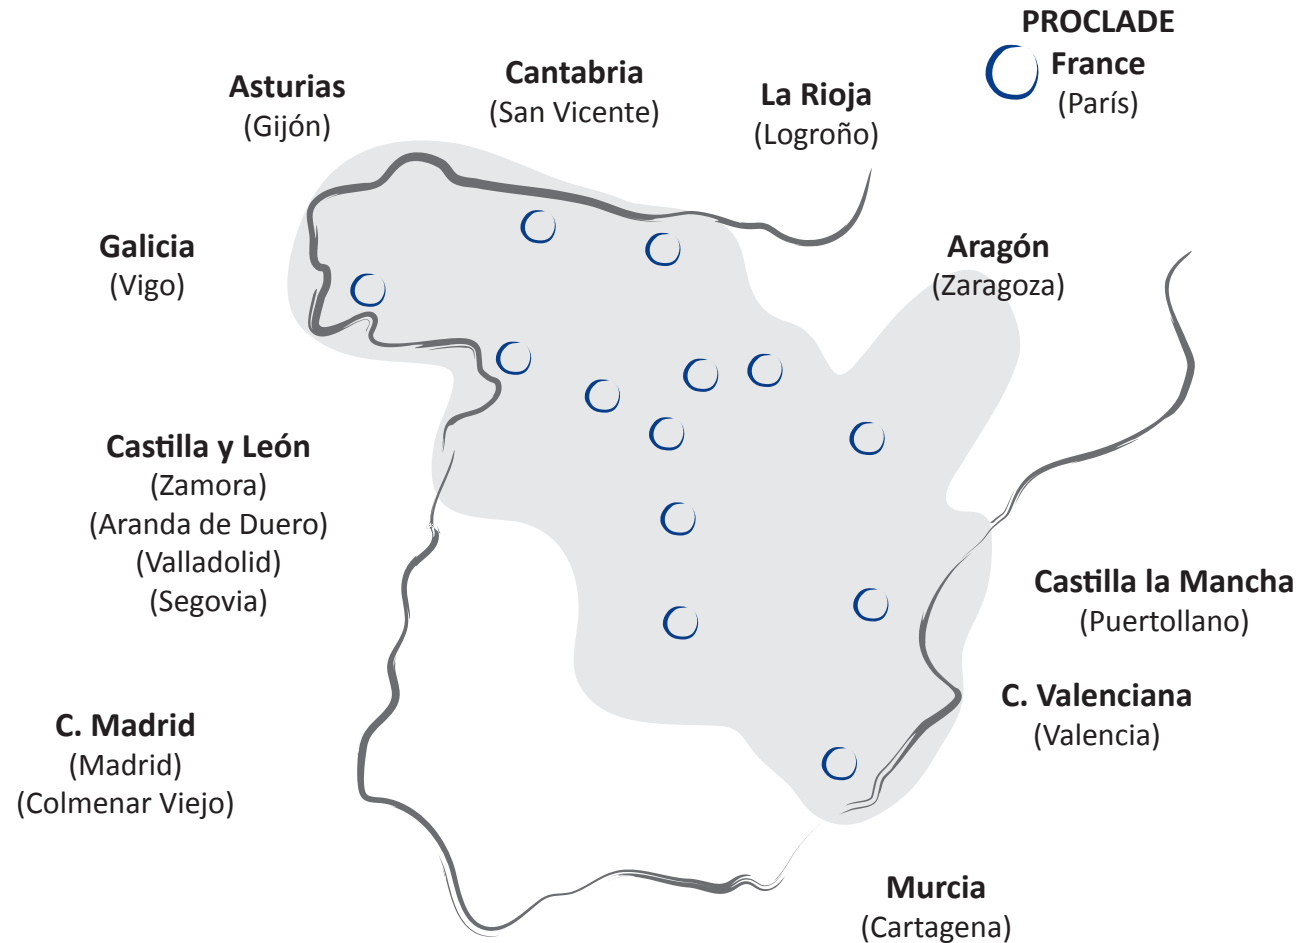 PROCLADE
France
(París)
Asturias
(Gijón)
Cantabria
(San Vicente)
La Rioja
(Logroño)
Galicia
(Vigo)
Aragón
(Zaragoza)
Castilla y León
(Zamora)
(Aranda de Duero)
(Valladolid)
(Segovia)
Castilla la Mancha
(Puertollano)
C. Valenciana
(Valencia)
C. Madrid
(Madrid)
(Colmenar Viejo)
Murcia
(Cartagena)